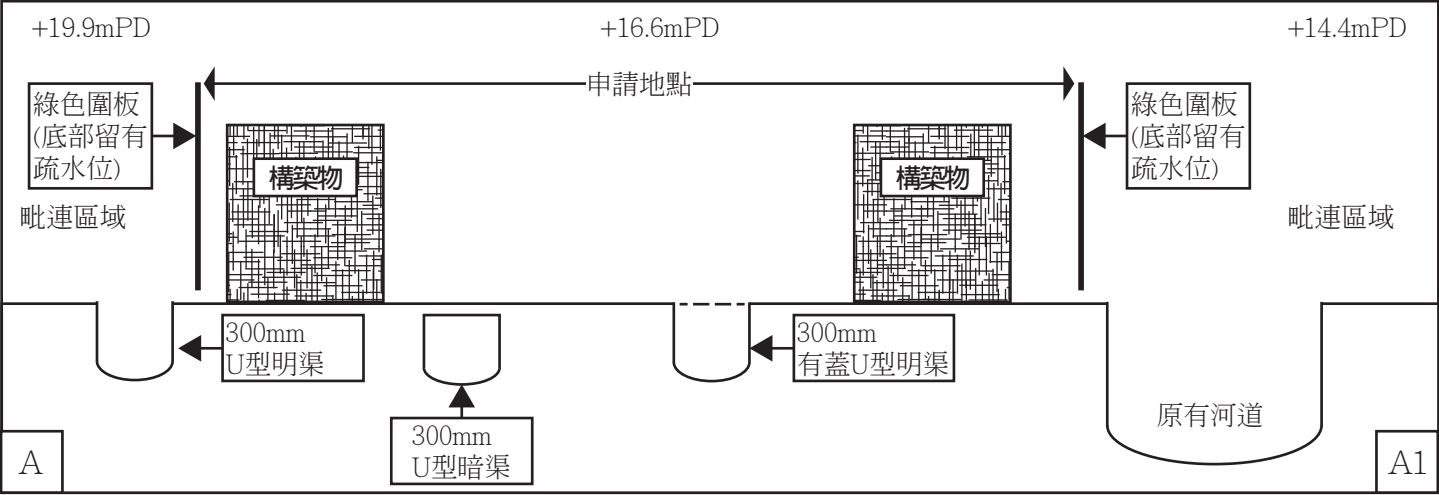 +19.9mPD
+16.6mPD
+14.4mPD
申請地點
綠色圍板
(底部留有
疏水位)
綠色圍板
(底部留有
疏水位)
構築物
構築物
毗連區域
毗連區域
300mm
U型明渠
300mm
有蓋U型明渠
300mm
U型暗渠
原有河道
A
A1